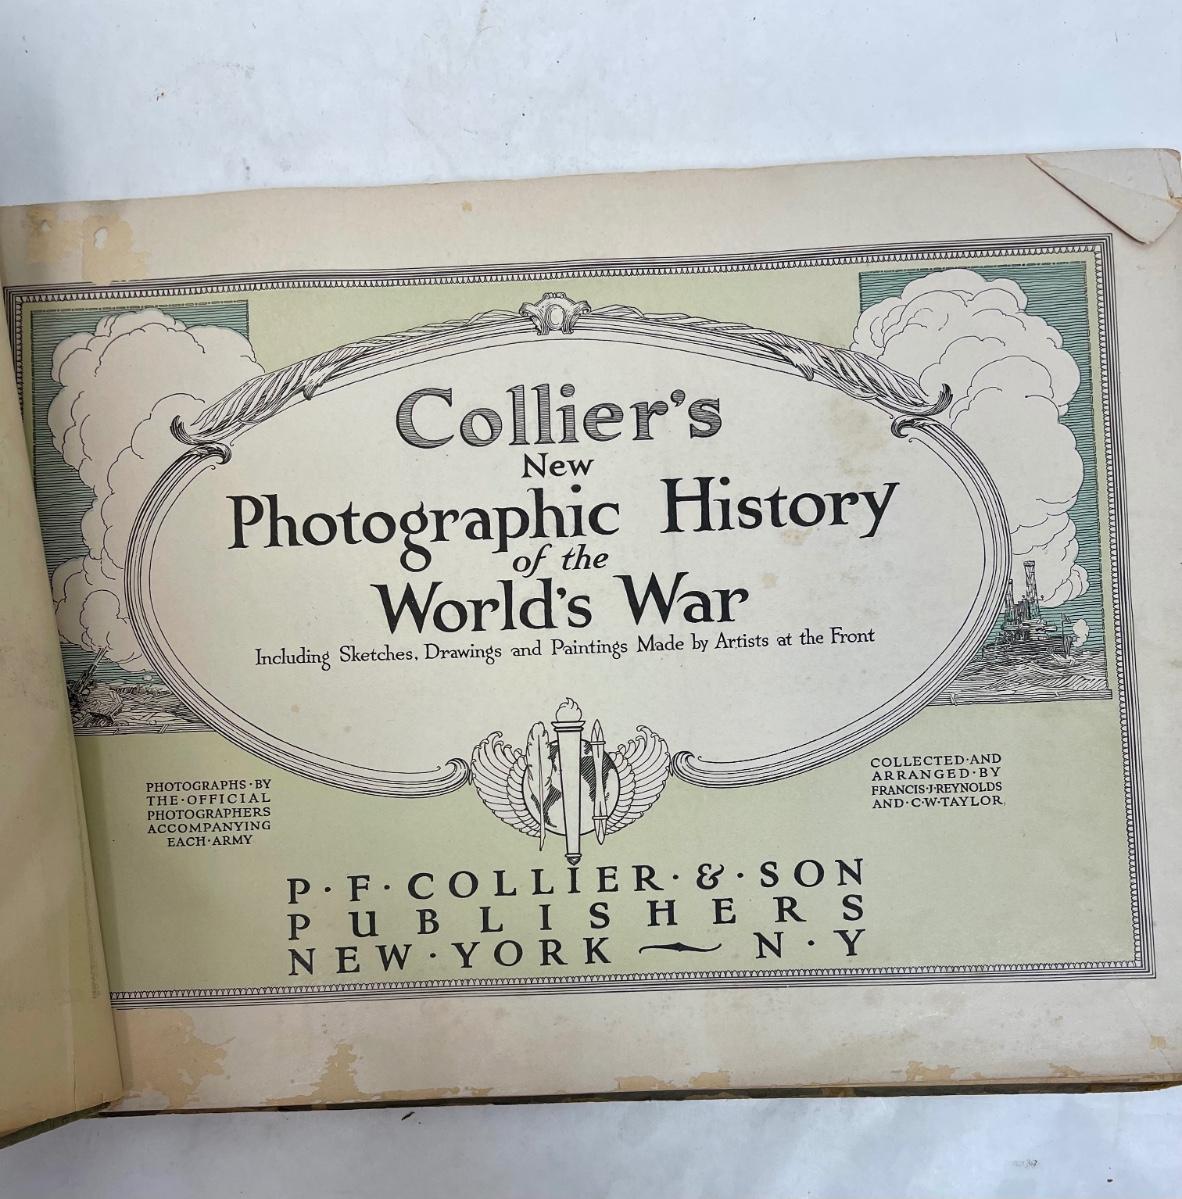 Collier's
New
Photographic History
of the
World's War
Including Sketches, Drawings and Paintings Made by Artists at the Front
PHOTOGRAPHS·BY
THE·OFFICIAL
PHOTOGRAPHERS
ACCOMPANYING
EACH·ARMY
COLLECTED·AND
ARRANGED·BY
FRANCIS·J·REYNOLDS
AND·C·W·TAYLOR
P·F·COLLIER·&·SON
PUBLISHERS
NEW·YORK N·Y